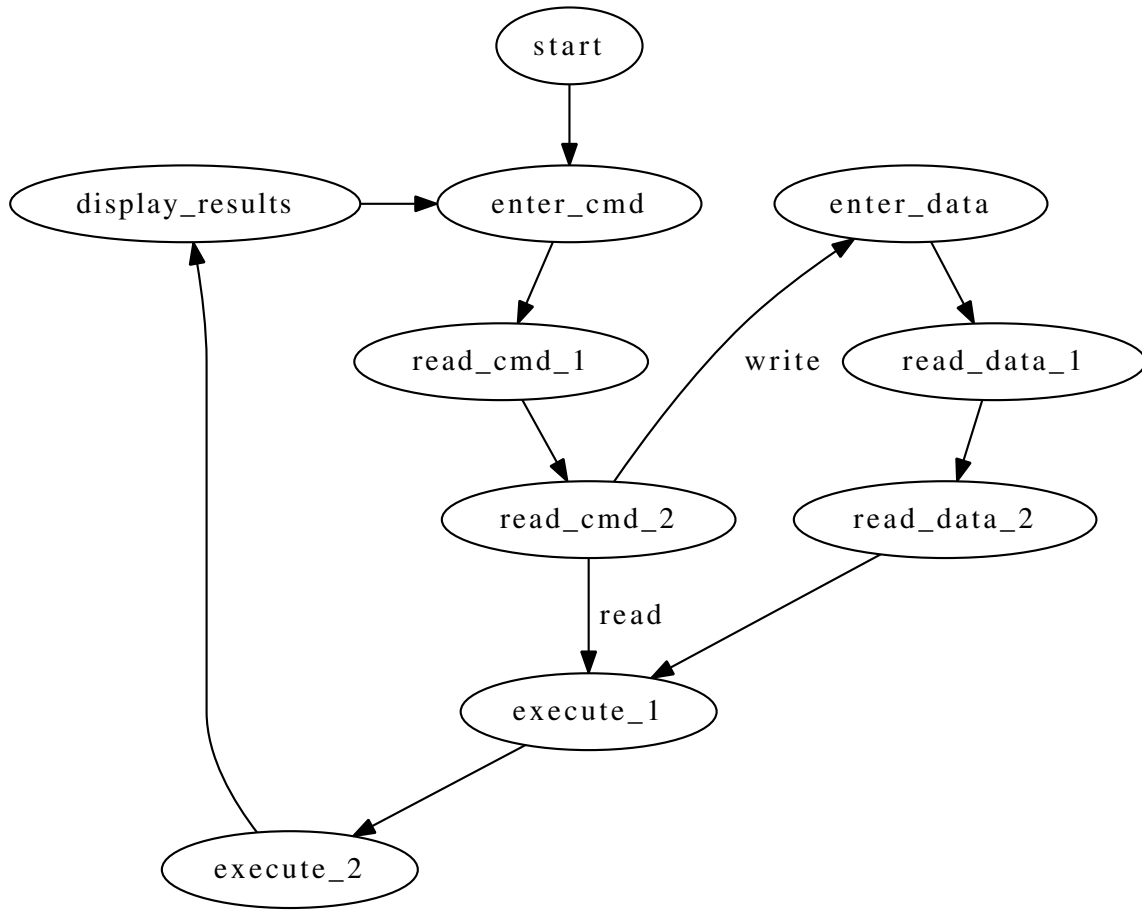 start
display_results
enter_cmd
enter_data
read_cmd_1
write
read_data_1
read_cmd_2
read_data_2
read
execute_1
execute_2